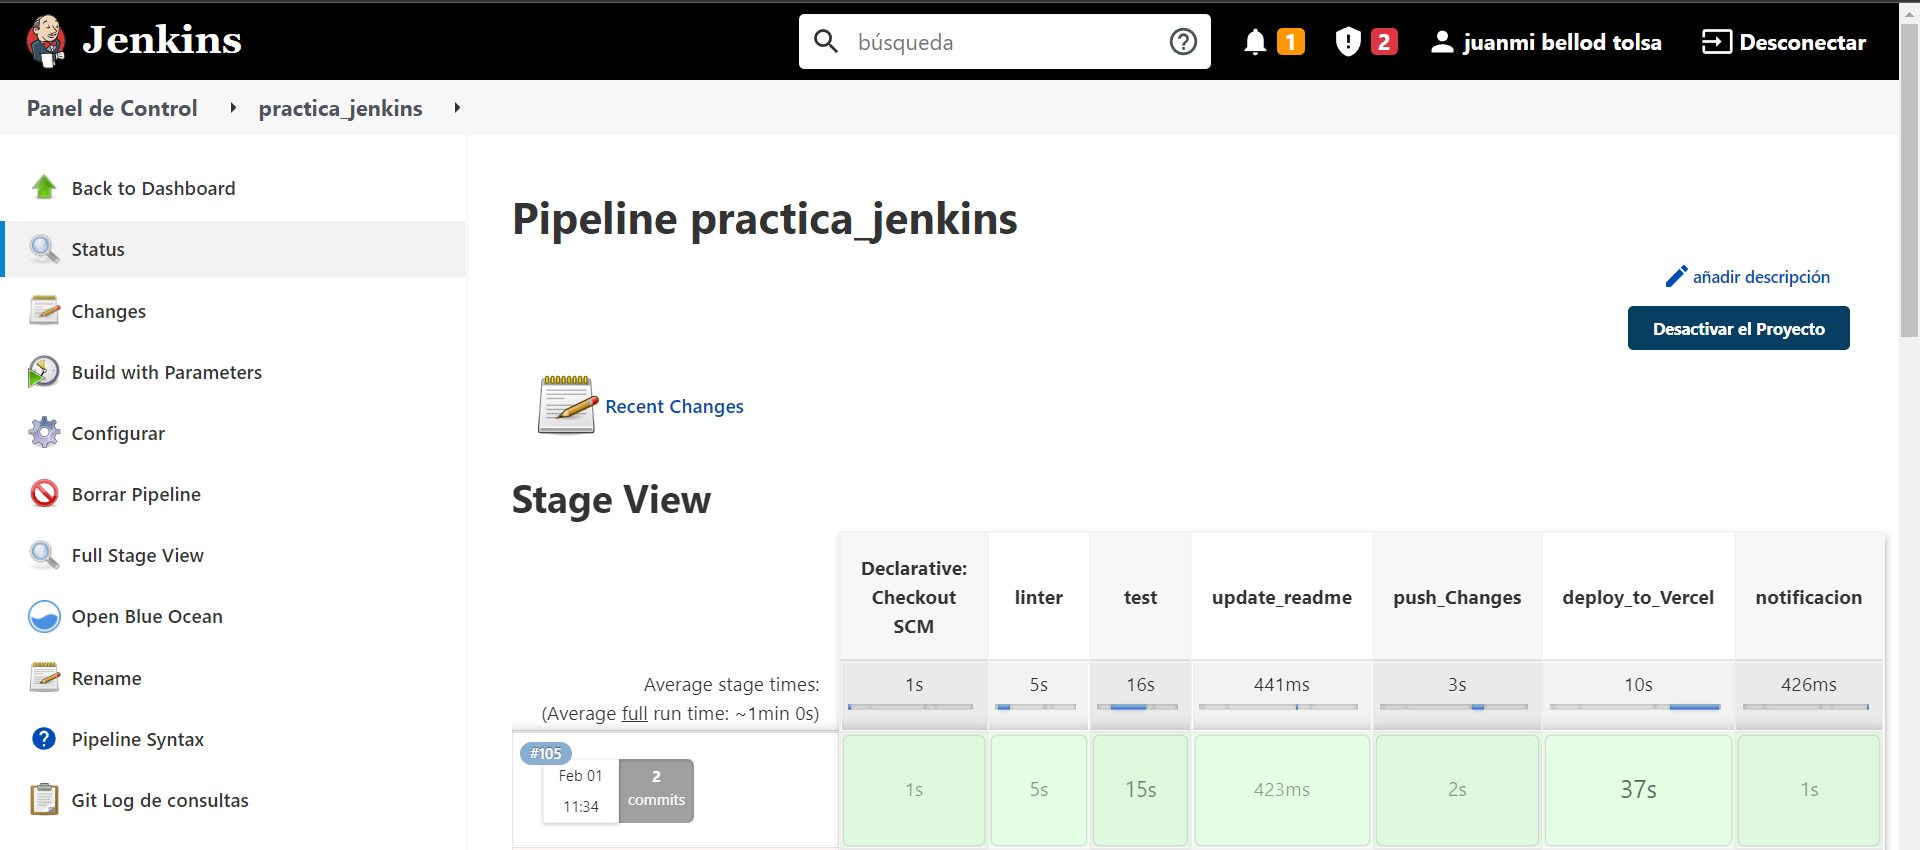 Jenkins
búsqueda
1
2
juanmi bellod tolsa
Desconectar
Panel de Control
practica_jenkins
Back to Dashboard
Status
Changes
Build with Parameters
Configurar
Borrar Pipeline
Full Stage View
Open Blue Ocean
Rename
Pipeline Syntax
Git Log de consultas
Pipeline practica_jenkins
añadir descripción
Desactivar el Proyecto
Recent Changes
Stage View
Declarative:
Checkout
SCM
linter
test
update_readme
push_Changes
deploy_to_Vercel
notificacion
Average stage times:
(Average full run time: ~1min 0s)
1s
5s
16s
441ms
3s
10s
426ms
#105
Feb 01
11:34
2
commits
1s
5s
15s
423ms
2s
37s
1s